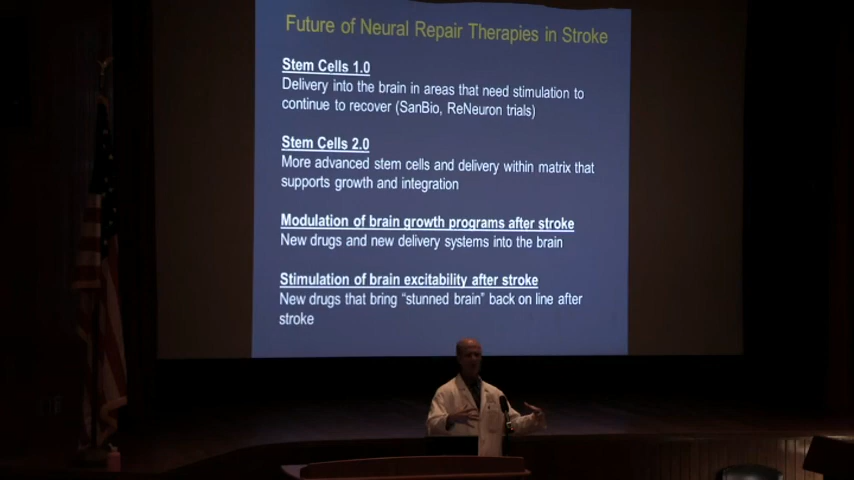 Future of Neural Repair Therapies in Stroke
Stem Cells 1.0
Delivery into the brain in areas that need stimulation to
continue to recover (SanBio, ReNeuron trials)
Stem Cells 2.0
More advanced stem cells and delivery within matrix that
supports growth and integration
Modulation of brain growth programs after stroke
New drugs and new delivery systems into the brain
Stimulation of brain excitability after stroke
New drugs that bring “stunned brain” back on line after
stroke